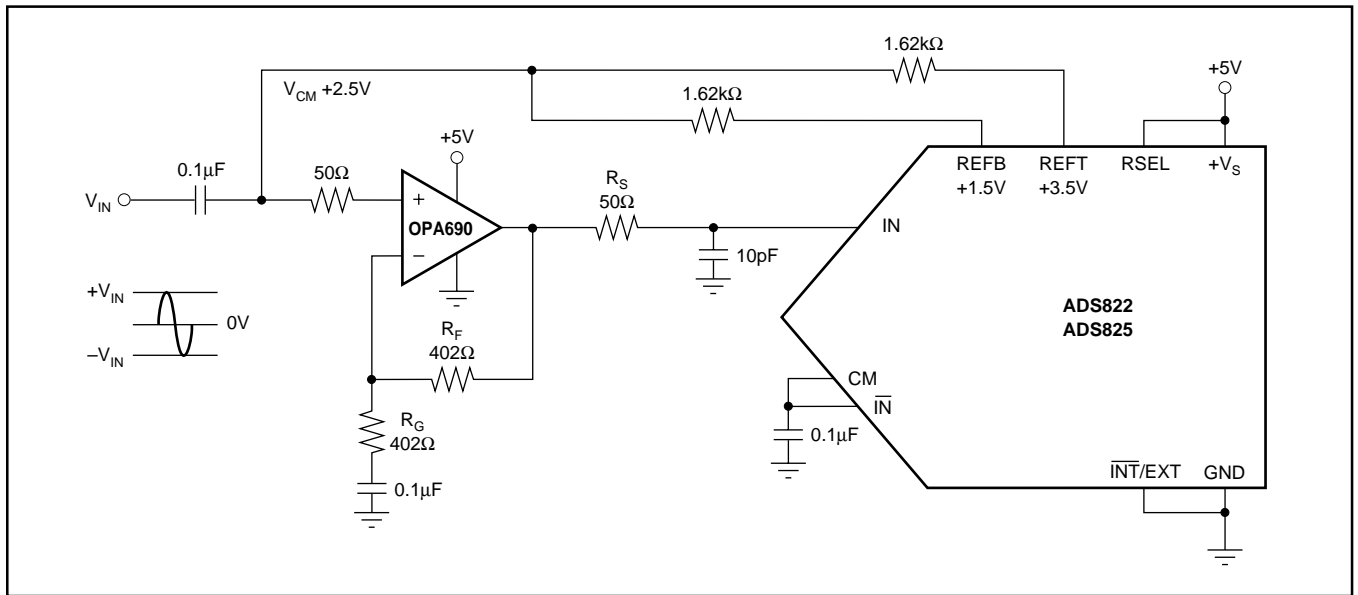 1.62kΩ
+5V
V_CM +2.5V
1.62kΩ
+5V
REFB
+1.5V
REFT
+3.5V
RSEL
+V_S
0.1µF
50Ω
R_S
50Ω
V_IN
+
OPA690
–
IN
10pF
+V_IN
0V
–V_IN
ADS822
ADS825
R_F
402Ω
CM
I̅N̅
R_G
402Ω
0.1µF
0.1µF
I̅N̅T̅/EXT
GND